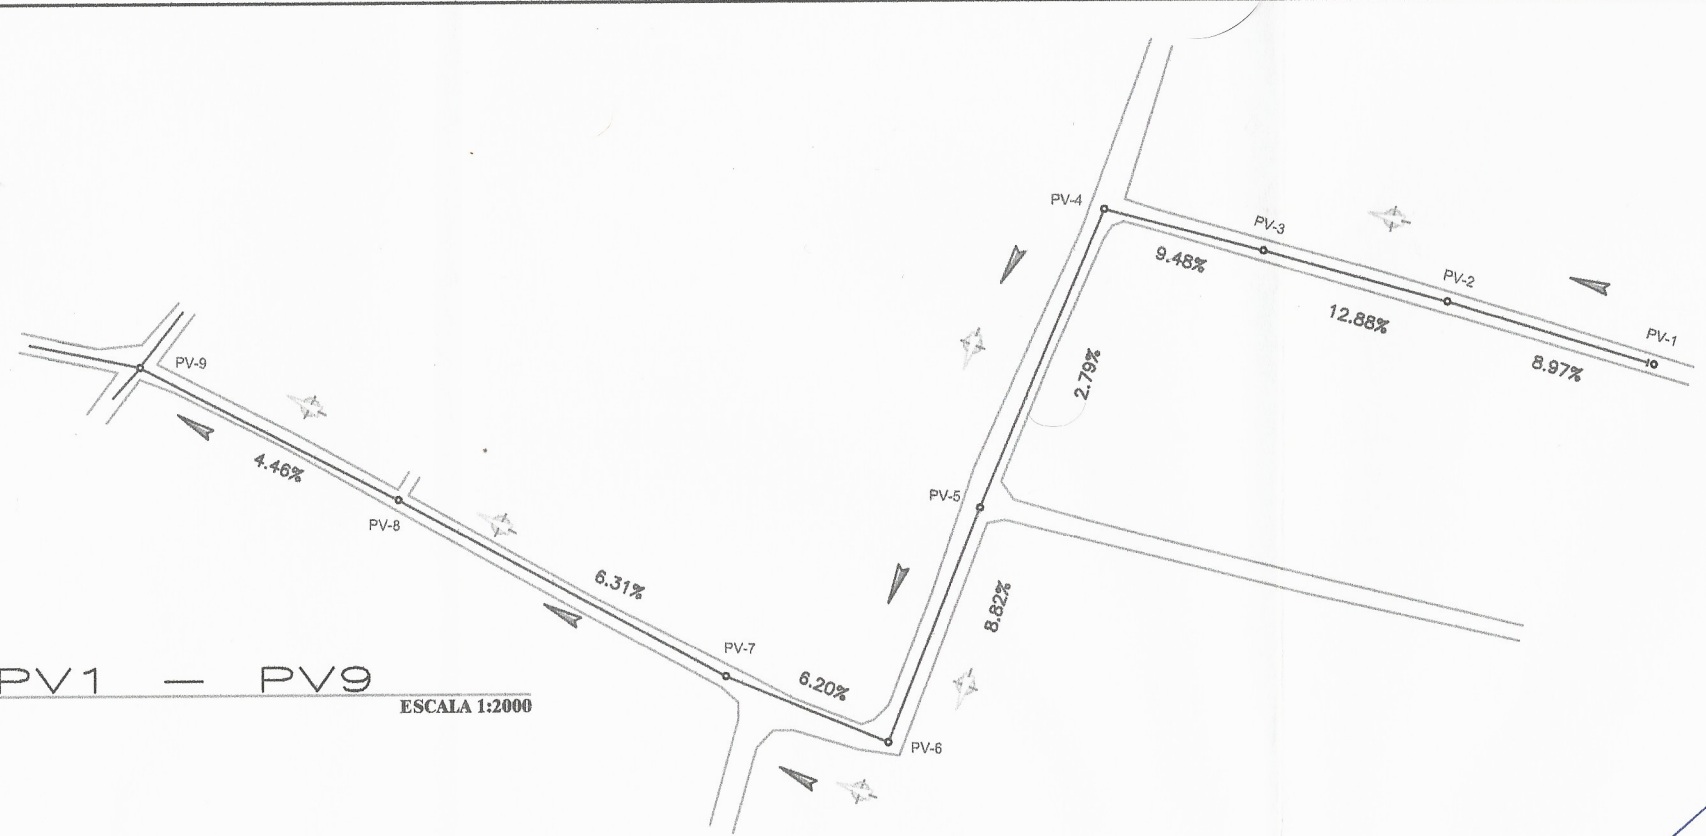 PV-4
PV-3
9.48%
PV-2
12.88%
PV-1
8.97%
2.79%
PV-9
4.46%
PV-8
PV-5
6.31%
8.82%
PV-7
6.20%
PV-6
PV1 — PV9
ESCALA 1:2000